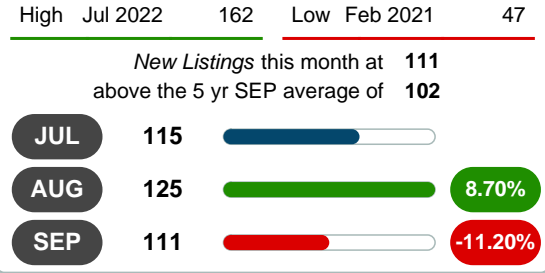 High Jul 2022 162 Low Feb 2021 47
New Listings this month at 111
above the 5 yr SEP average of 102
JUL 115
AUG 125 8.70%
SEP 111 -11.20%